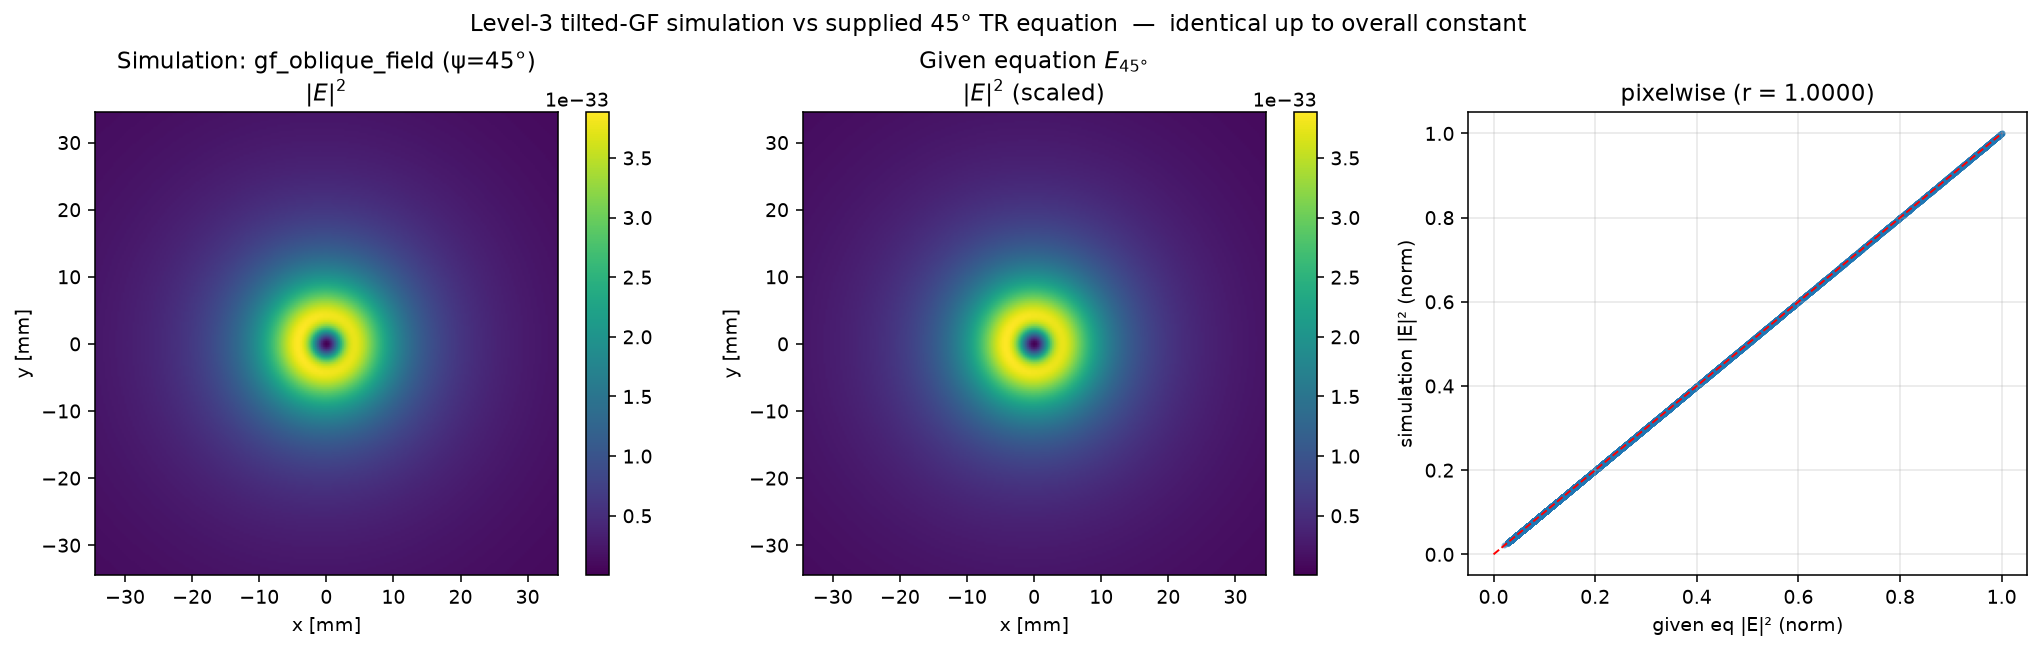 Level-3 tilted-GF simulation vs supplied 45° TR equation — identical up to overall constant
Simulation: gf_oblique_field (ψ=45°)
|E|²
1e−33
30
20
10
0
−10
−20
−30
y [mm]
−30 −20 −10 0 10 20 30
x [mm]
3.5
3.0
2.5
2.0
1.5
1.0
0.5
Given equation E₄₅°
|E|² (scaled)
1e−33
30
20
10
0
−10
−20
−30
y [mm]
−30 −20 −10 0 10 20 30
x [mm]
3.5
3.0
2.5
2.0
1.5
1.0
0.5
pixelwise (r = 1.0000)
1.0
0.8
0.6
0.4
0.2
0.0
simulation |E|² (norm)
0.0 0.2 0.4 0.6 0.8 1.0
given eq |E|² (norm)